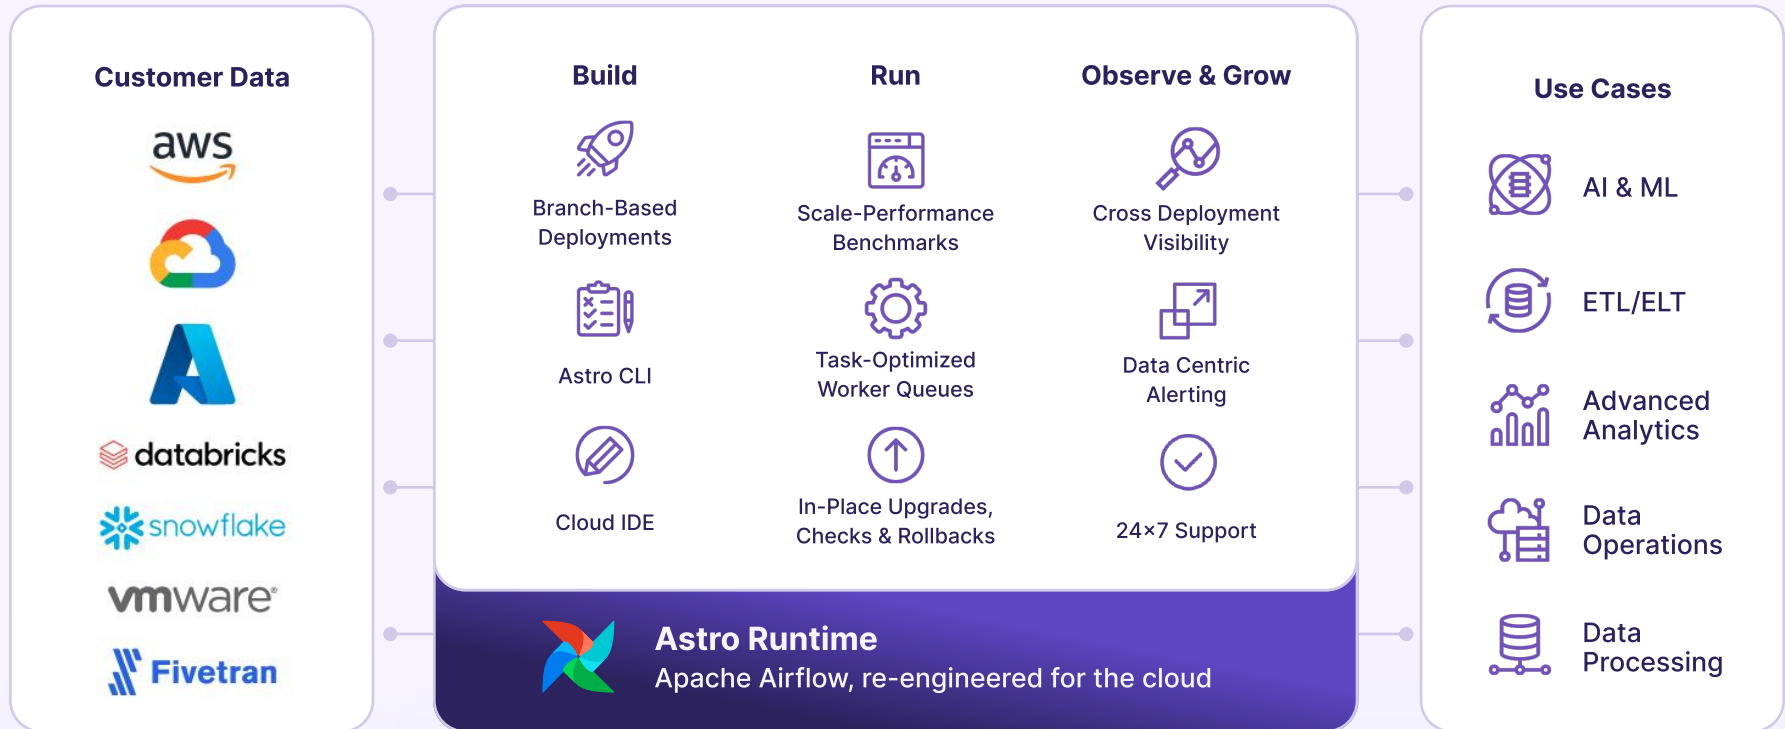 Customer Data
aws
databricks
snowflake
vmware®
Fivetran
Build
Branch-Based
Deployments
Astro CLI
Cloud IDE
Run
Scale-Performance
Benchmarks
Task-Optimized
Worker Queues
In-Place Upgrades,
Checks & Rollbacks
Observe & Grow
Cross Deployment
Visibility
Data Centric
Alerting
24×7 Support
Astro Runtime
Apache Airflow, re-engineered for the cloud
Use Cases
AI & ML
ETL/ELT
Advanced
Analytics
Data
Operations
Data
Processing